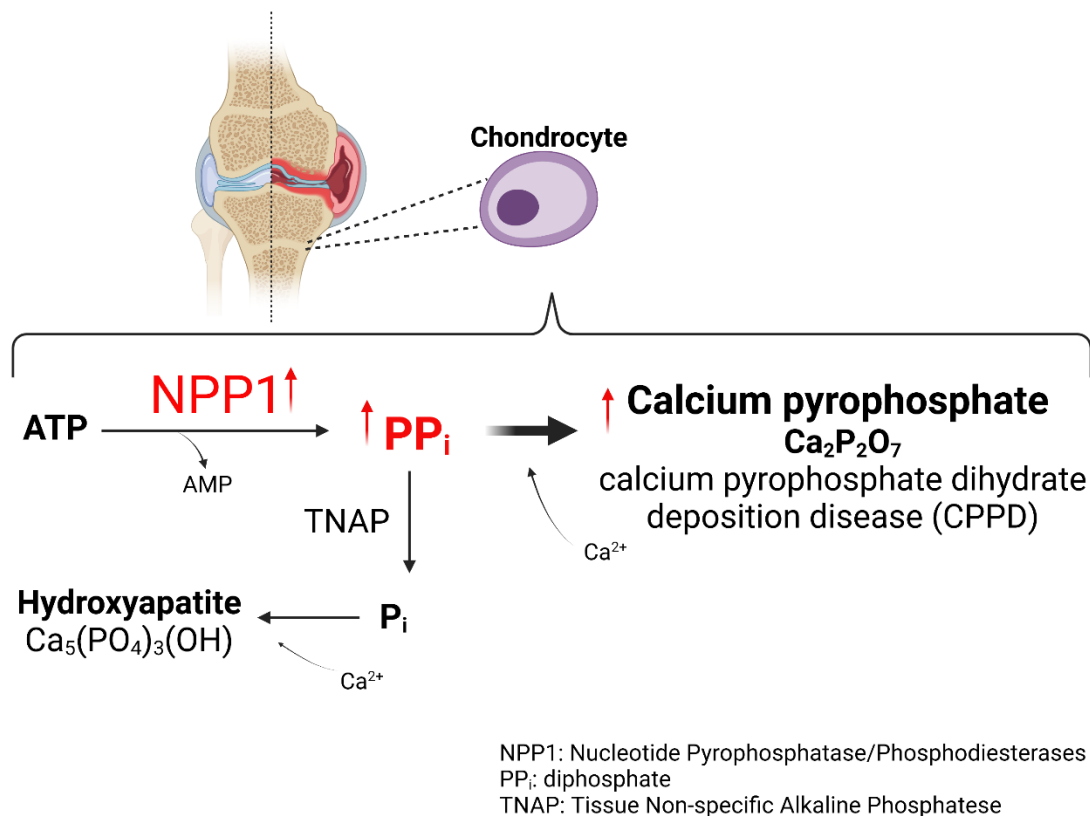 Chondrocyte
NPP1↑
ATP
AMP
↑ PPᵢ
↑ Calcium pyrophosphate
Ca₂P₂O₇
calcium pyrophosphate dihydrate
deposition disease (CPPD)
Ca²⁺
TNAP
Hydroxyapatite
Ca₅(PO₄)₃(OH)
Pᵢ
Ca²⁺
NPP1: Nucleotide Pyrophosphatase/Phosphodiesterases
PPᵢ: diphosphate
TNAP: Tissue Non-specific Alkaline Phosphatese